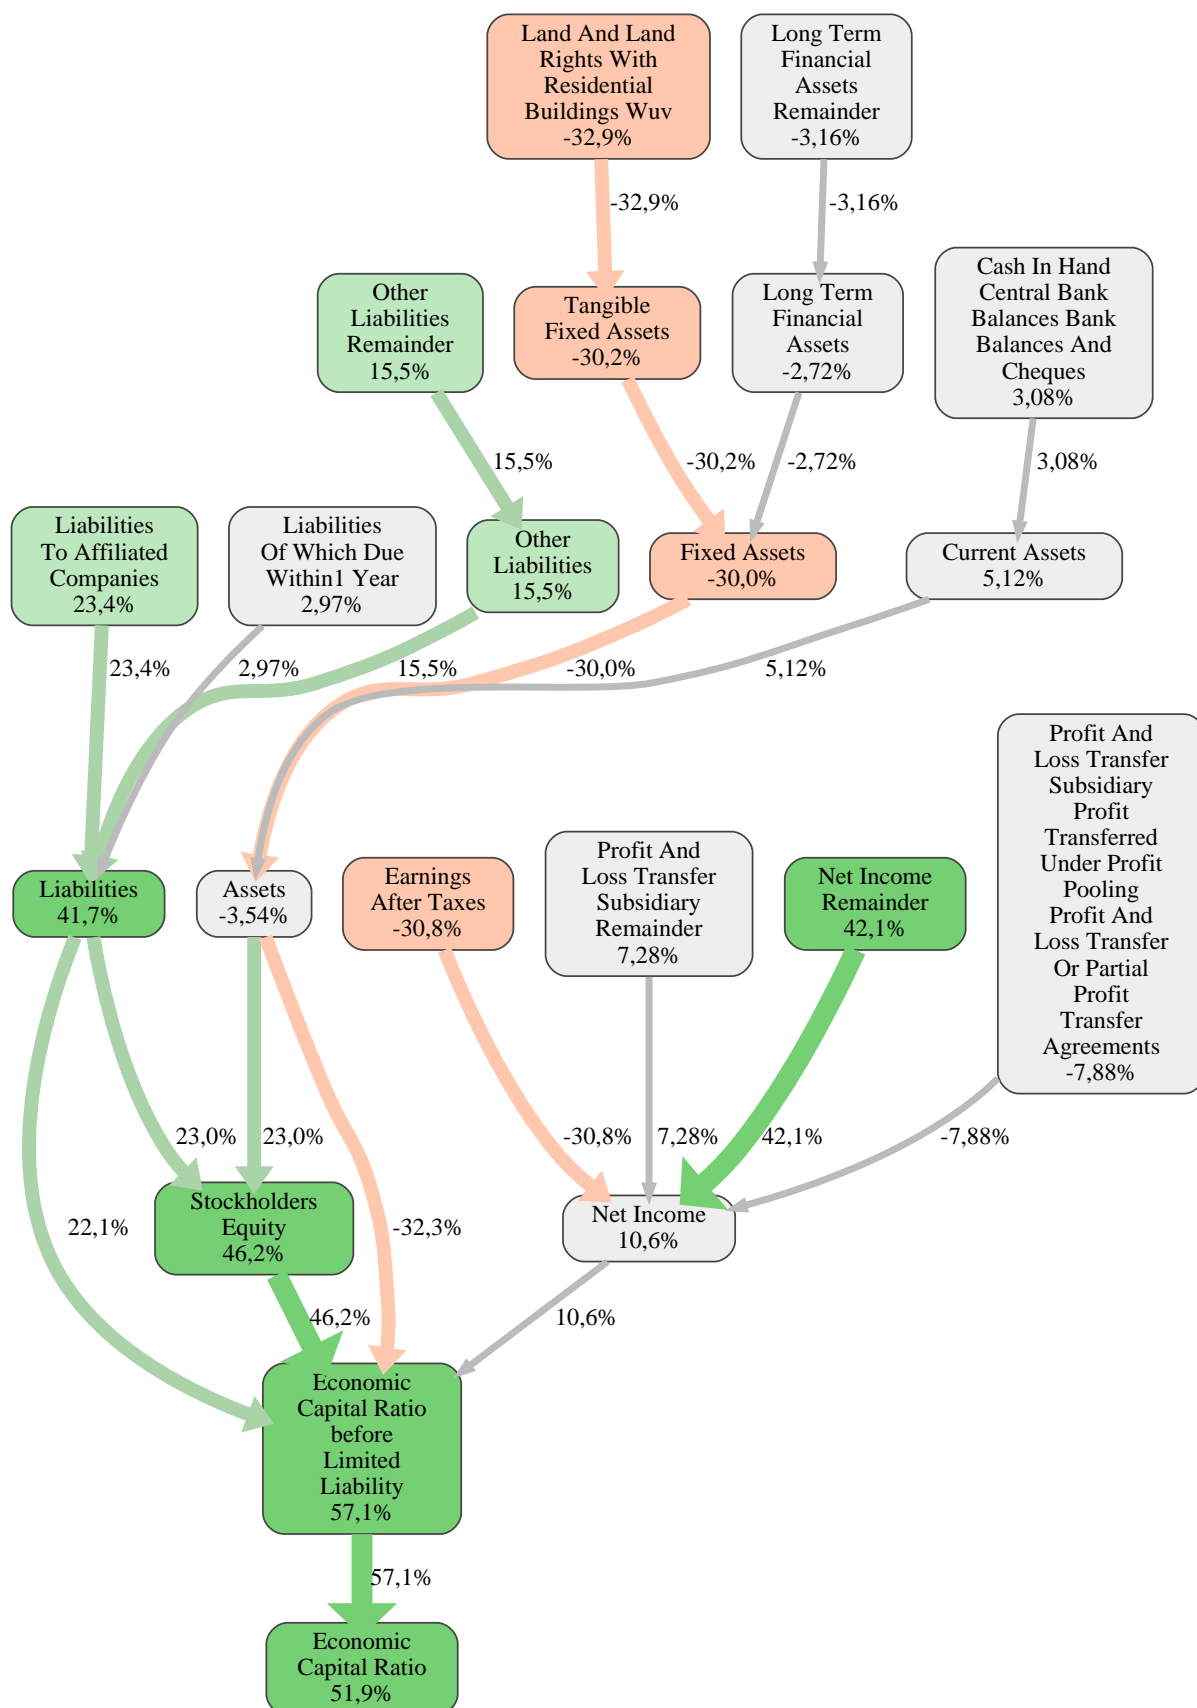 Land And Land
Rights With
Residential
Buildings Wuv
-32,9%
Long Term
Financial
Assets
Remainder
-3,16%
-32,9%
-3,16%
Other
Liabilities
Remainder
15,5%
Tangible
Fixed Assets
-30,2%
Long Term
Financial
Assets
-2,72%
Cash In Hand
Central Bank
Balances Bank
Balances And
Cheques
3,08%
15,5%
-30,2%
-2,72%
3,08%
Liabilities
To Affiliated
Companies
23,4%
Liabilities
Of Which Due
Within1 Year
2,97%
Other
Liabilities
15,5%
Fixed Assets
-30,0%
Current Assets
5,12%
23,4%
2,97%
15,5%
-30,0%
5,12%
Profit And
Loss Transfer
Subsidiary
Profit
Transferred
Under Profit
Pooling
Profit And
Loss Transfer
Or Partial
Profit
Transfer
Agreements
-7,88%
Liabilities
41,7%
Assets
-3,54%
Earnings
After Taxes
-30,8%
Profit And
Loss Transfer
Subsidiary
Remainder
7,28%
Net Income
Remainder
42,1%
23,0%
23,0%
-30,8%
7,28%
42,1%
-7,88%
Stockholders
Equity
46,2%
Net Income
10,6%
22,1%
-32,3%
46,2%
10,6%
Economic
Capital Ratio
before
Limited
Liability
57,1%
57,1%
Economic
Capital Ratio
51,9%